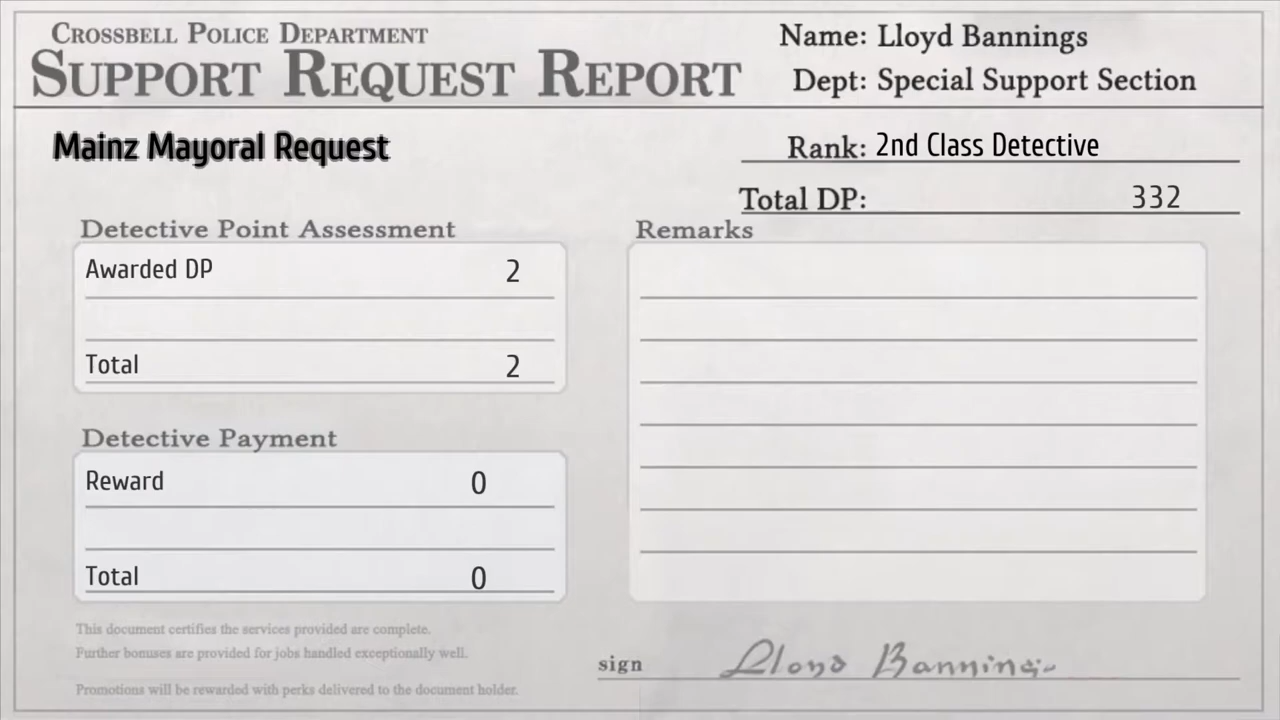 CROSSBELL POLICE DEPARTMENT
SUPPORT REQUEST REPORT
Name: Lloyd Bannings
Dept: Special Support Section
Mainz Mayoral Request
Rank: 2nd Class Detective
Total DP: 332
Detective Point Assessment
Awarded DP 2
Total 2
Remarks
Detective Payment
Reward 0
Total 0
This document certifies the services provided are complete.
Further bonuses are provided for jobs handled exceptionally well.
Promotions will be rewarded with perks delivered to the document holder.
sign Lloyd Bannings